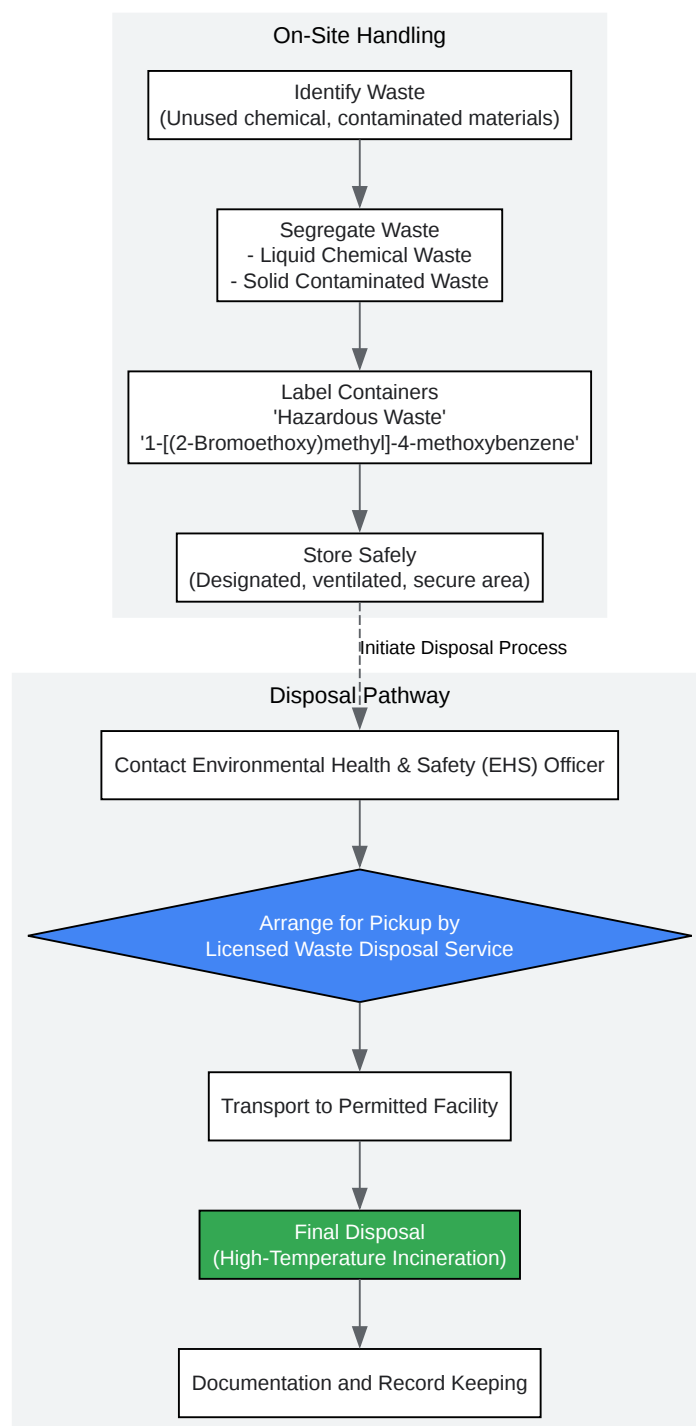 On-Site Handling
Identify Waste
(Unused chemical, contaminated materials)
Segregate Waste
- Liquid Chemical Waste
- Solid Contaminated Waste
Label Containers
'Hazardous Waste'
'1-[(2-Bromoethoxy)methyl]-4-methoxybenzene'
Store Safely
(Designated, ventilated, secure area)
Initiate Disposal Process
Disposal Pathway
Contact Environmental Health & Safety (EHS) Officer
Arrange for Pickup by
Licensed Waste Disposal Service
Transport to Permitted Facility
Final Disposal
(High-Temperature Incineration)
Documentation and Record Keeping